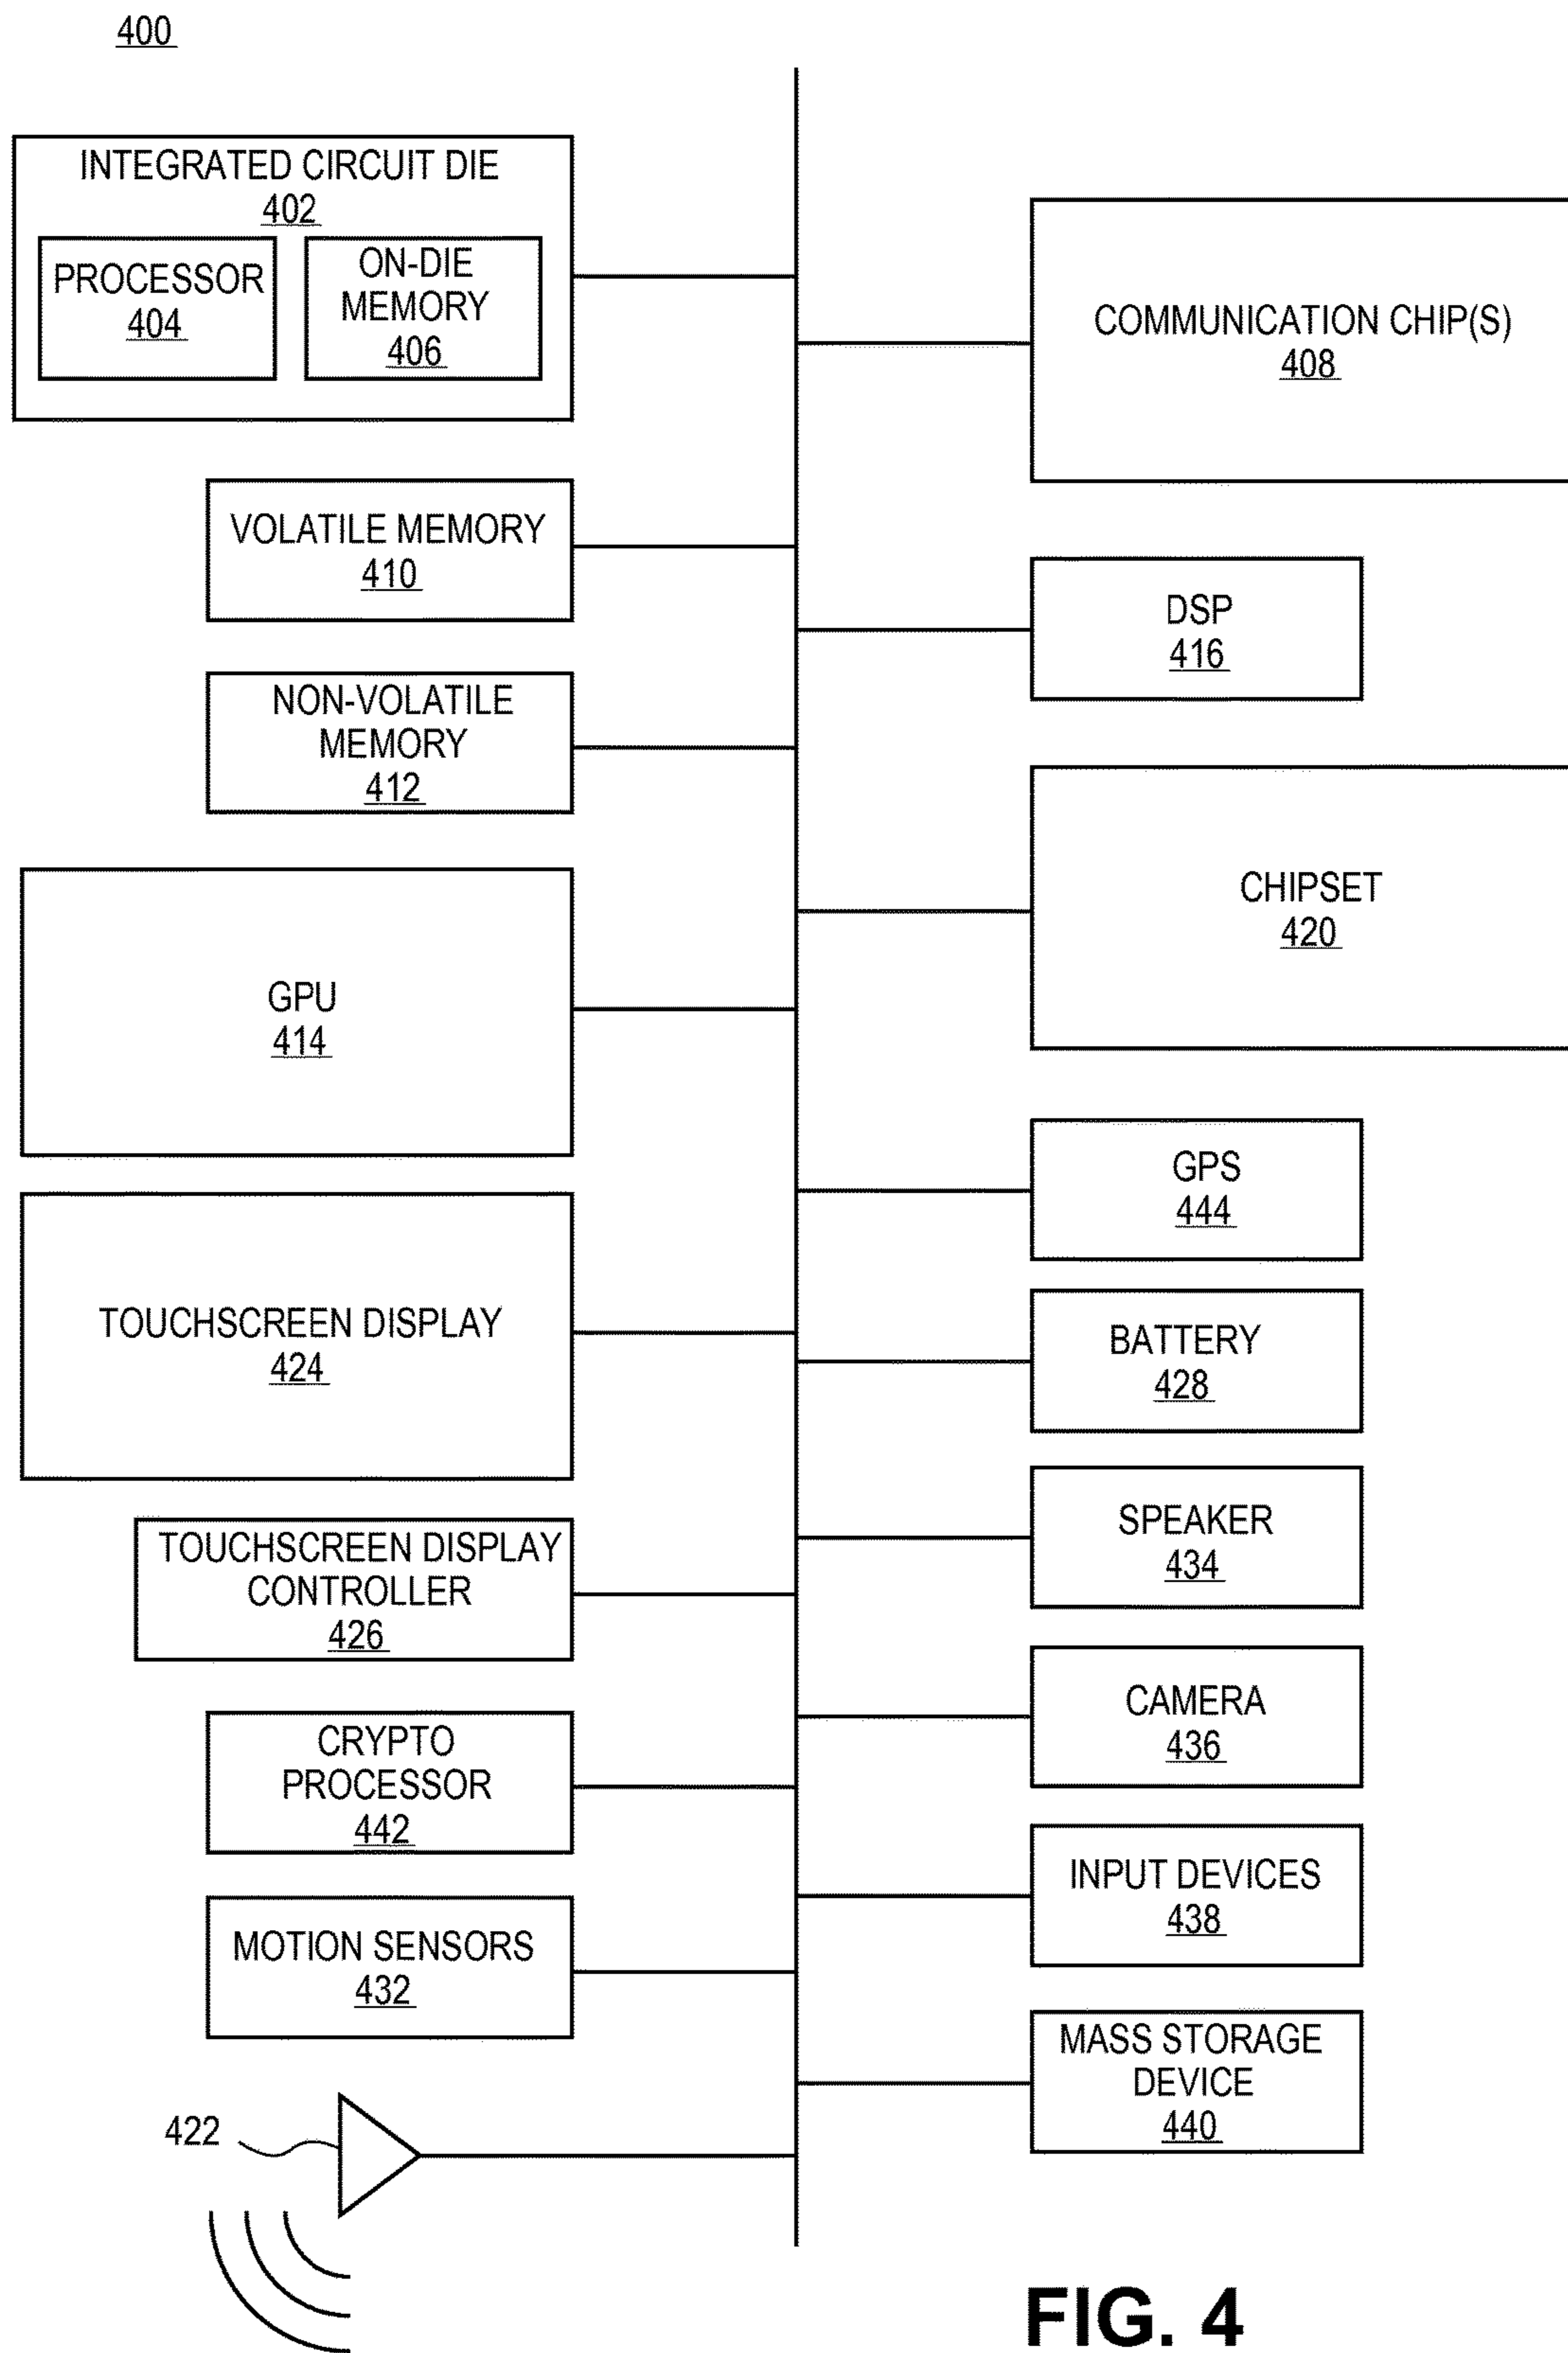 400
INTEGRATED CIRCUIT DIE
402
PROCESSOR
404
ON-DIE
MEMORY
406
VOLATILE MEMORY
410
NON-VOLATILE
MEMORY
412
GPU
414
TOUCHSCREEN DISPLAY
424
TOUCHSCREEN DISPLAY
CONTROLLER
426
CRYPTO
PROCESSOR
442
MOTION SENSORS
432
422
COMMUNICATION CHIP(S)
408
DSP
416
CHIPSET
420
GPS
444
BATTERY
428
SPEAKER
434
CAMERA
436
INPUT DEVICES
438
MASS STORAGE
DEVICE
440
FIG. 4